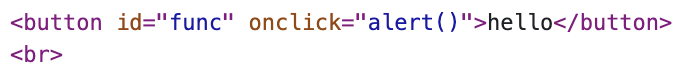 <button id="func" onclick="alert()">hello</button>
<br>